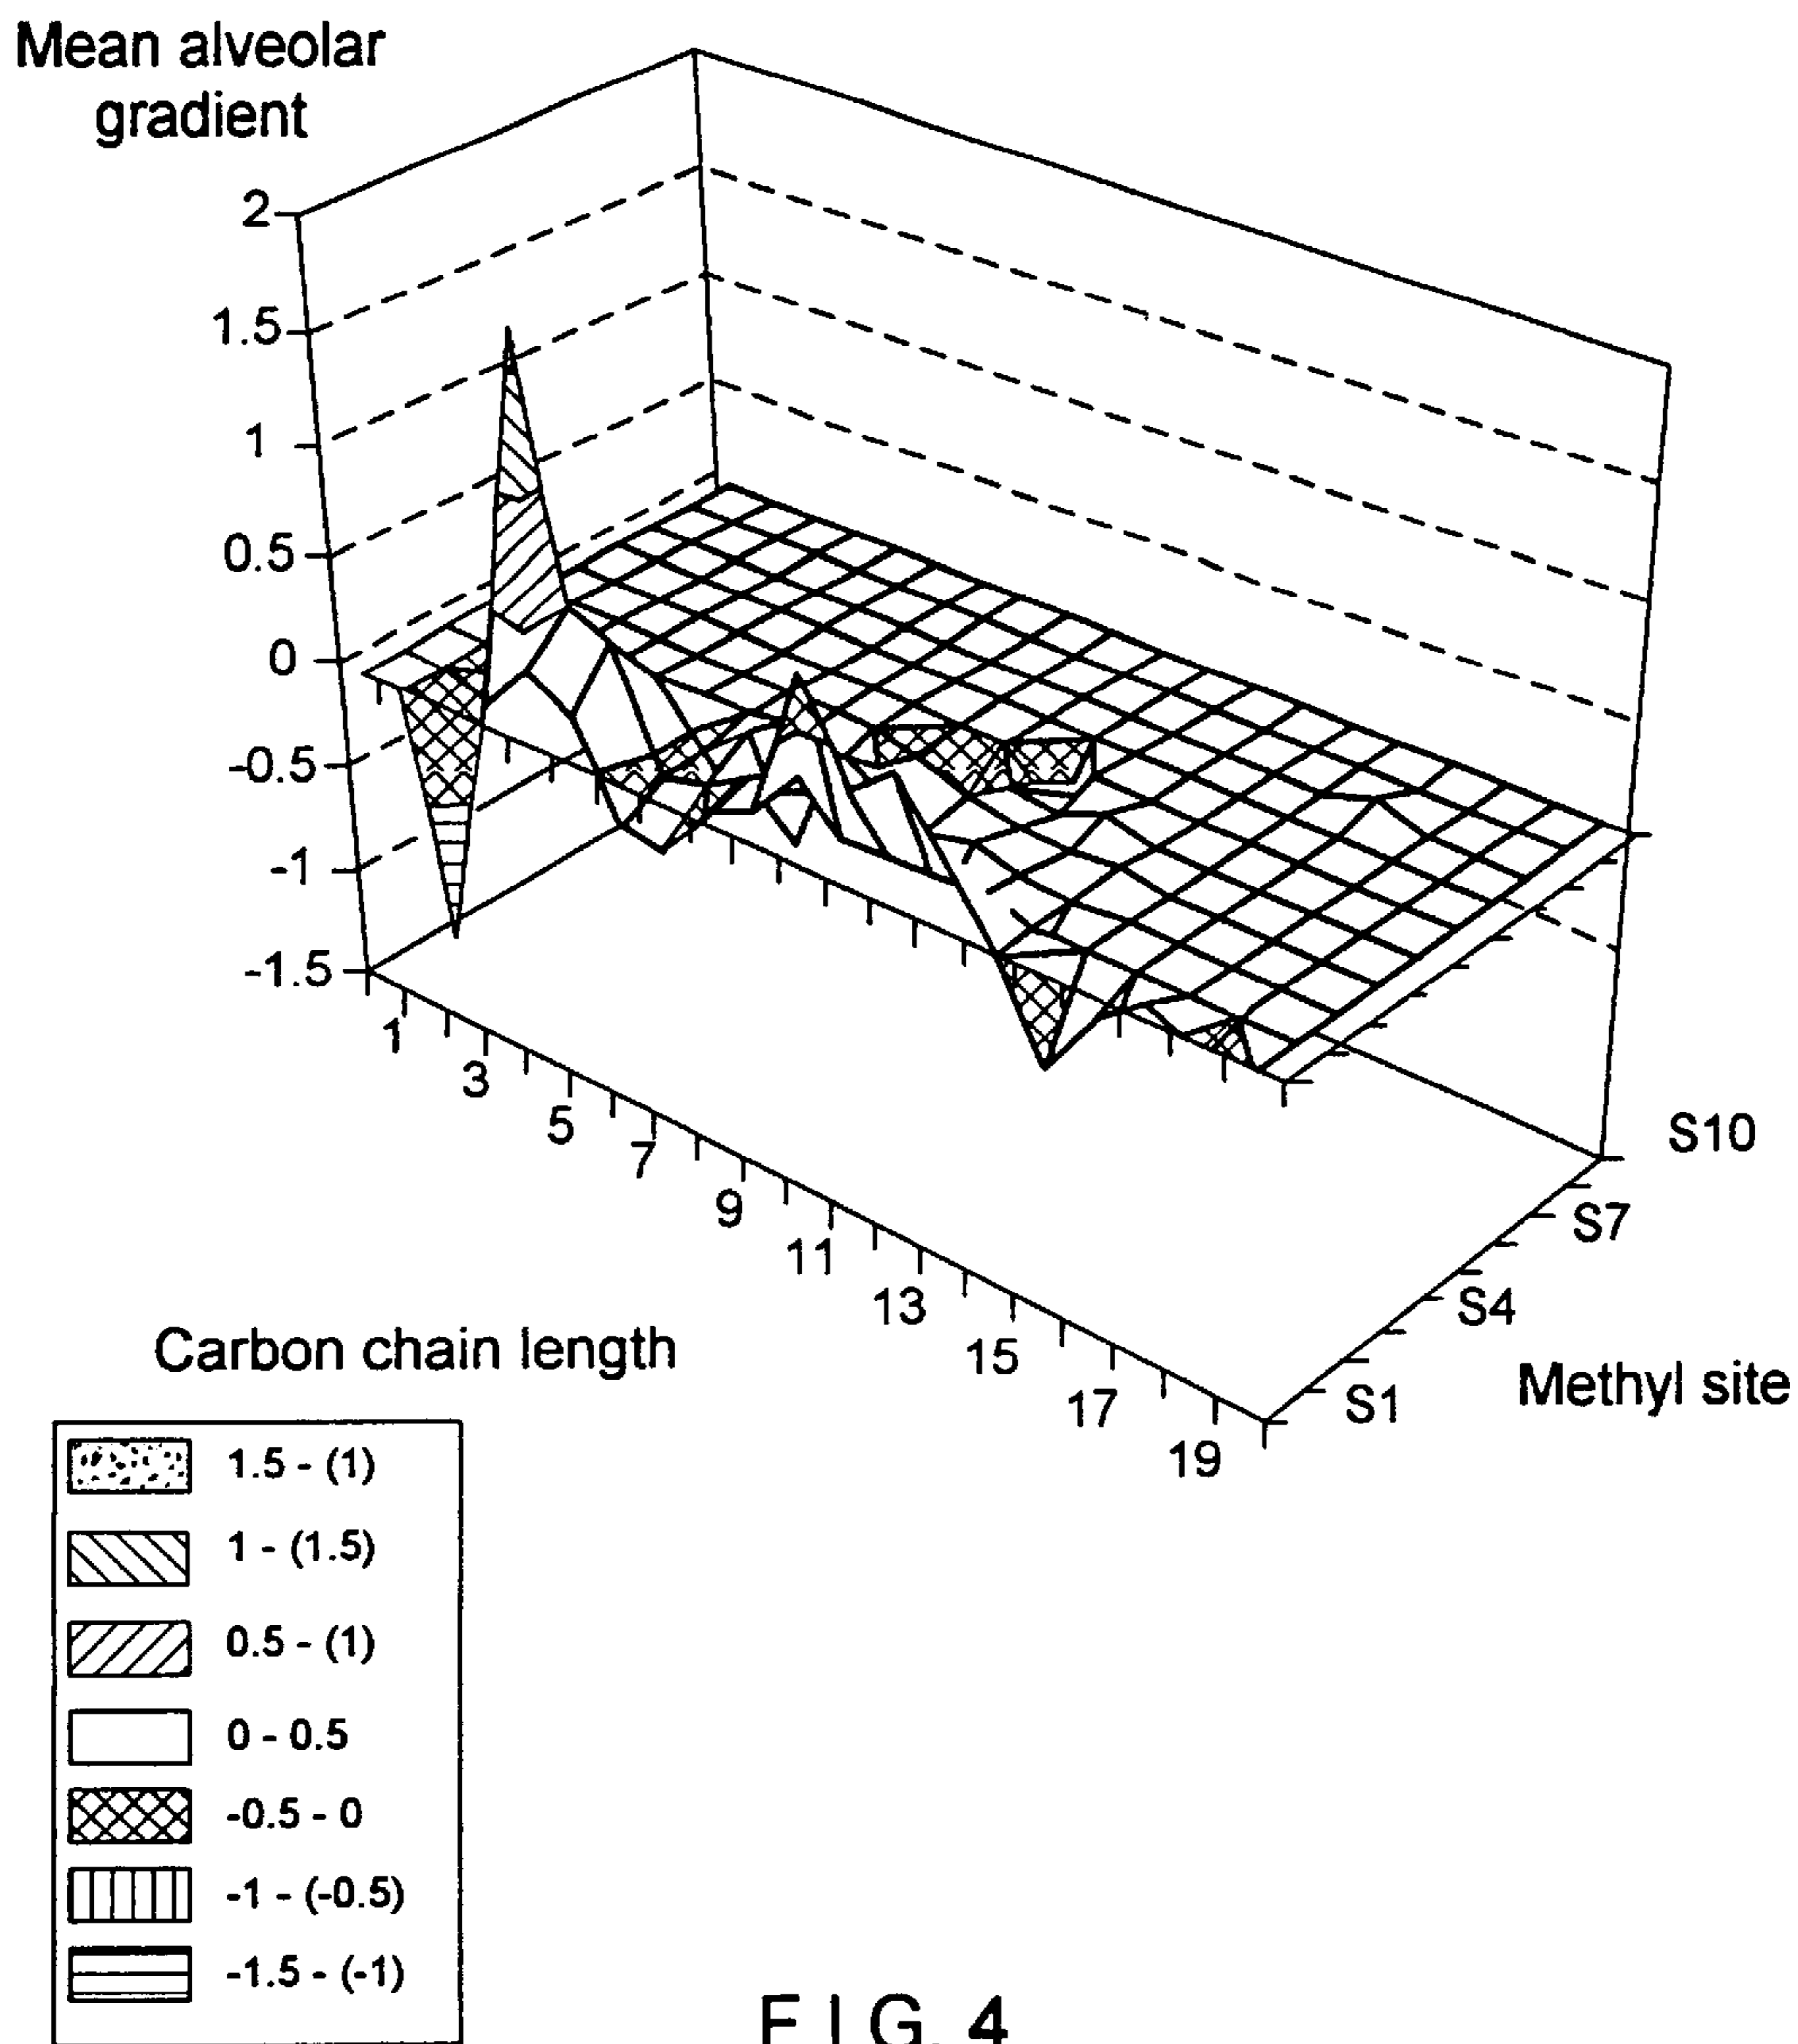 Mean alveolar
gradient
2
1.5
1
0.5
0
-0.5
-1
-1.5
1
3
5
7
9
11
13
15
17
19
S1
S4
S7
S10
Carbon chain length
Methyl site
1.5 - (1)
1 - (1.5)
0.5 - (1)
0 - 0.5
-0.5 - 0
-1 - (-0.5)
-1.5 - (-1)
FIG. 4